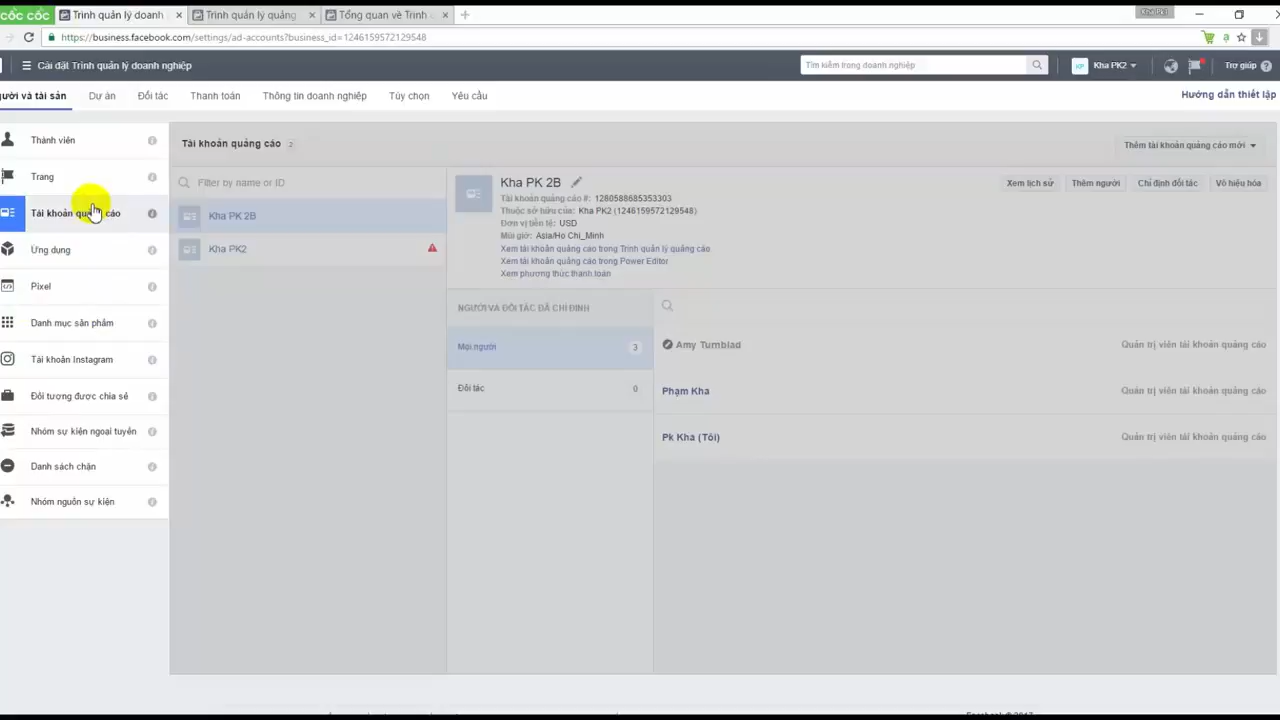 cốc cốc
Trình quản lý doanh
Trình quản lý quảng
Tổng quan về Trình
Kha Pk1
https://business.facebook.com/settings/ad-accounts?business_id=1246159572129548
Cài đặt Trình quản lý doanh nghiệp
Tìm kiếm trong doanh nghiệp
KP
Kha PK2
Trợ giúp
gười và tài sản
Dự án
Đối tác
Thanh toán
Thông tin doanh nghiệp
Tùy chọn
Yêu cầu
Hướng dẫn thiết lập
Thành viên
Trang
Tài khoản quảng cáo
Ứng dụng
Pixel
Danh mục sản phẩm
Tài khoản Instagram
Đối tượng được chia sẻ
Nhóm sự kiện ngoại tuyến
Danh sách chặn
Nhóm nguồn sự kiện
Tài khoản quảng cáo 2
Thêm tài khoản quảng cáo mới
Filter by name or ID
Kha PK 2B
Kha PK2
Kha PK 2B
Tài khoản quảng cáo #: 1280588685353303
Thuộc sở hữu của: Kha PK2 (1246159572129548)
Đơn vị tiền tệ: USD
Múi giờ: Asia/Ho Chi_Minh
Xem tài khoản quảng cáo trong Trình quản lý quảng cáo
Xem tài khoản quảng cáo trong Power Editor
Xem phương thức thanh toán
Xem lịch sử
Thêm người
Chỉ định đối tác
Vô hiệu hóa
NGƯỜI VÀ ĐỐI TÁC ĐÃ CHỈ ĐỊNH
Mọi người 3
Đối tác 0
Amy Turnblad
Quản trị viên tài khoản quảng cáo
Phạm Kha
Quản trị viên tài khoản quảng cáo
Pk Kha (Tôi)
Quản trị viên tài khoản quảng cáo